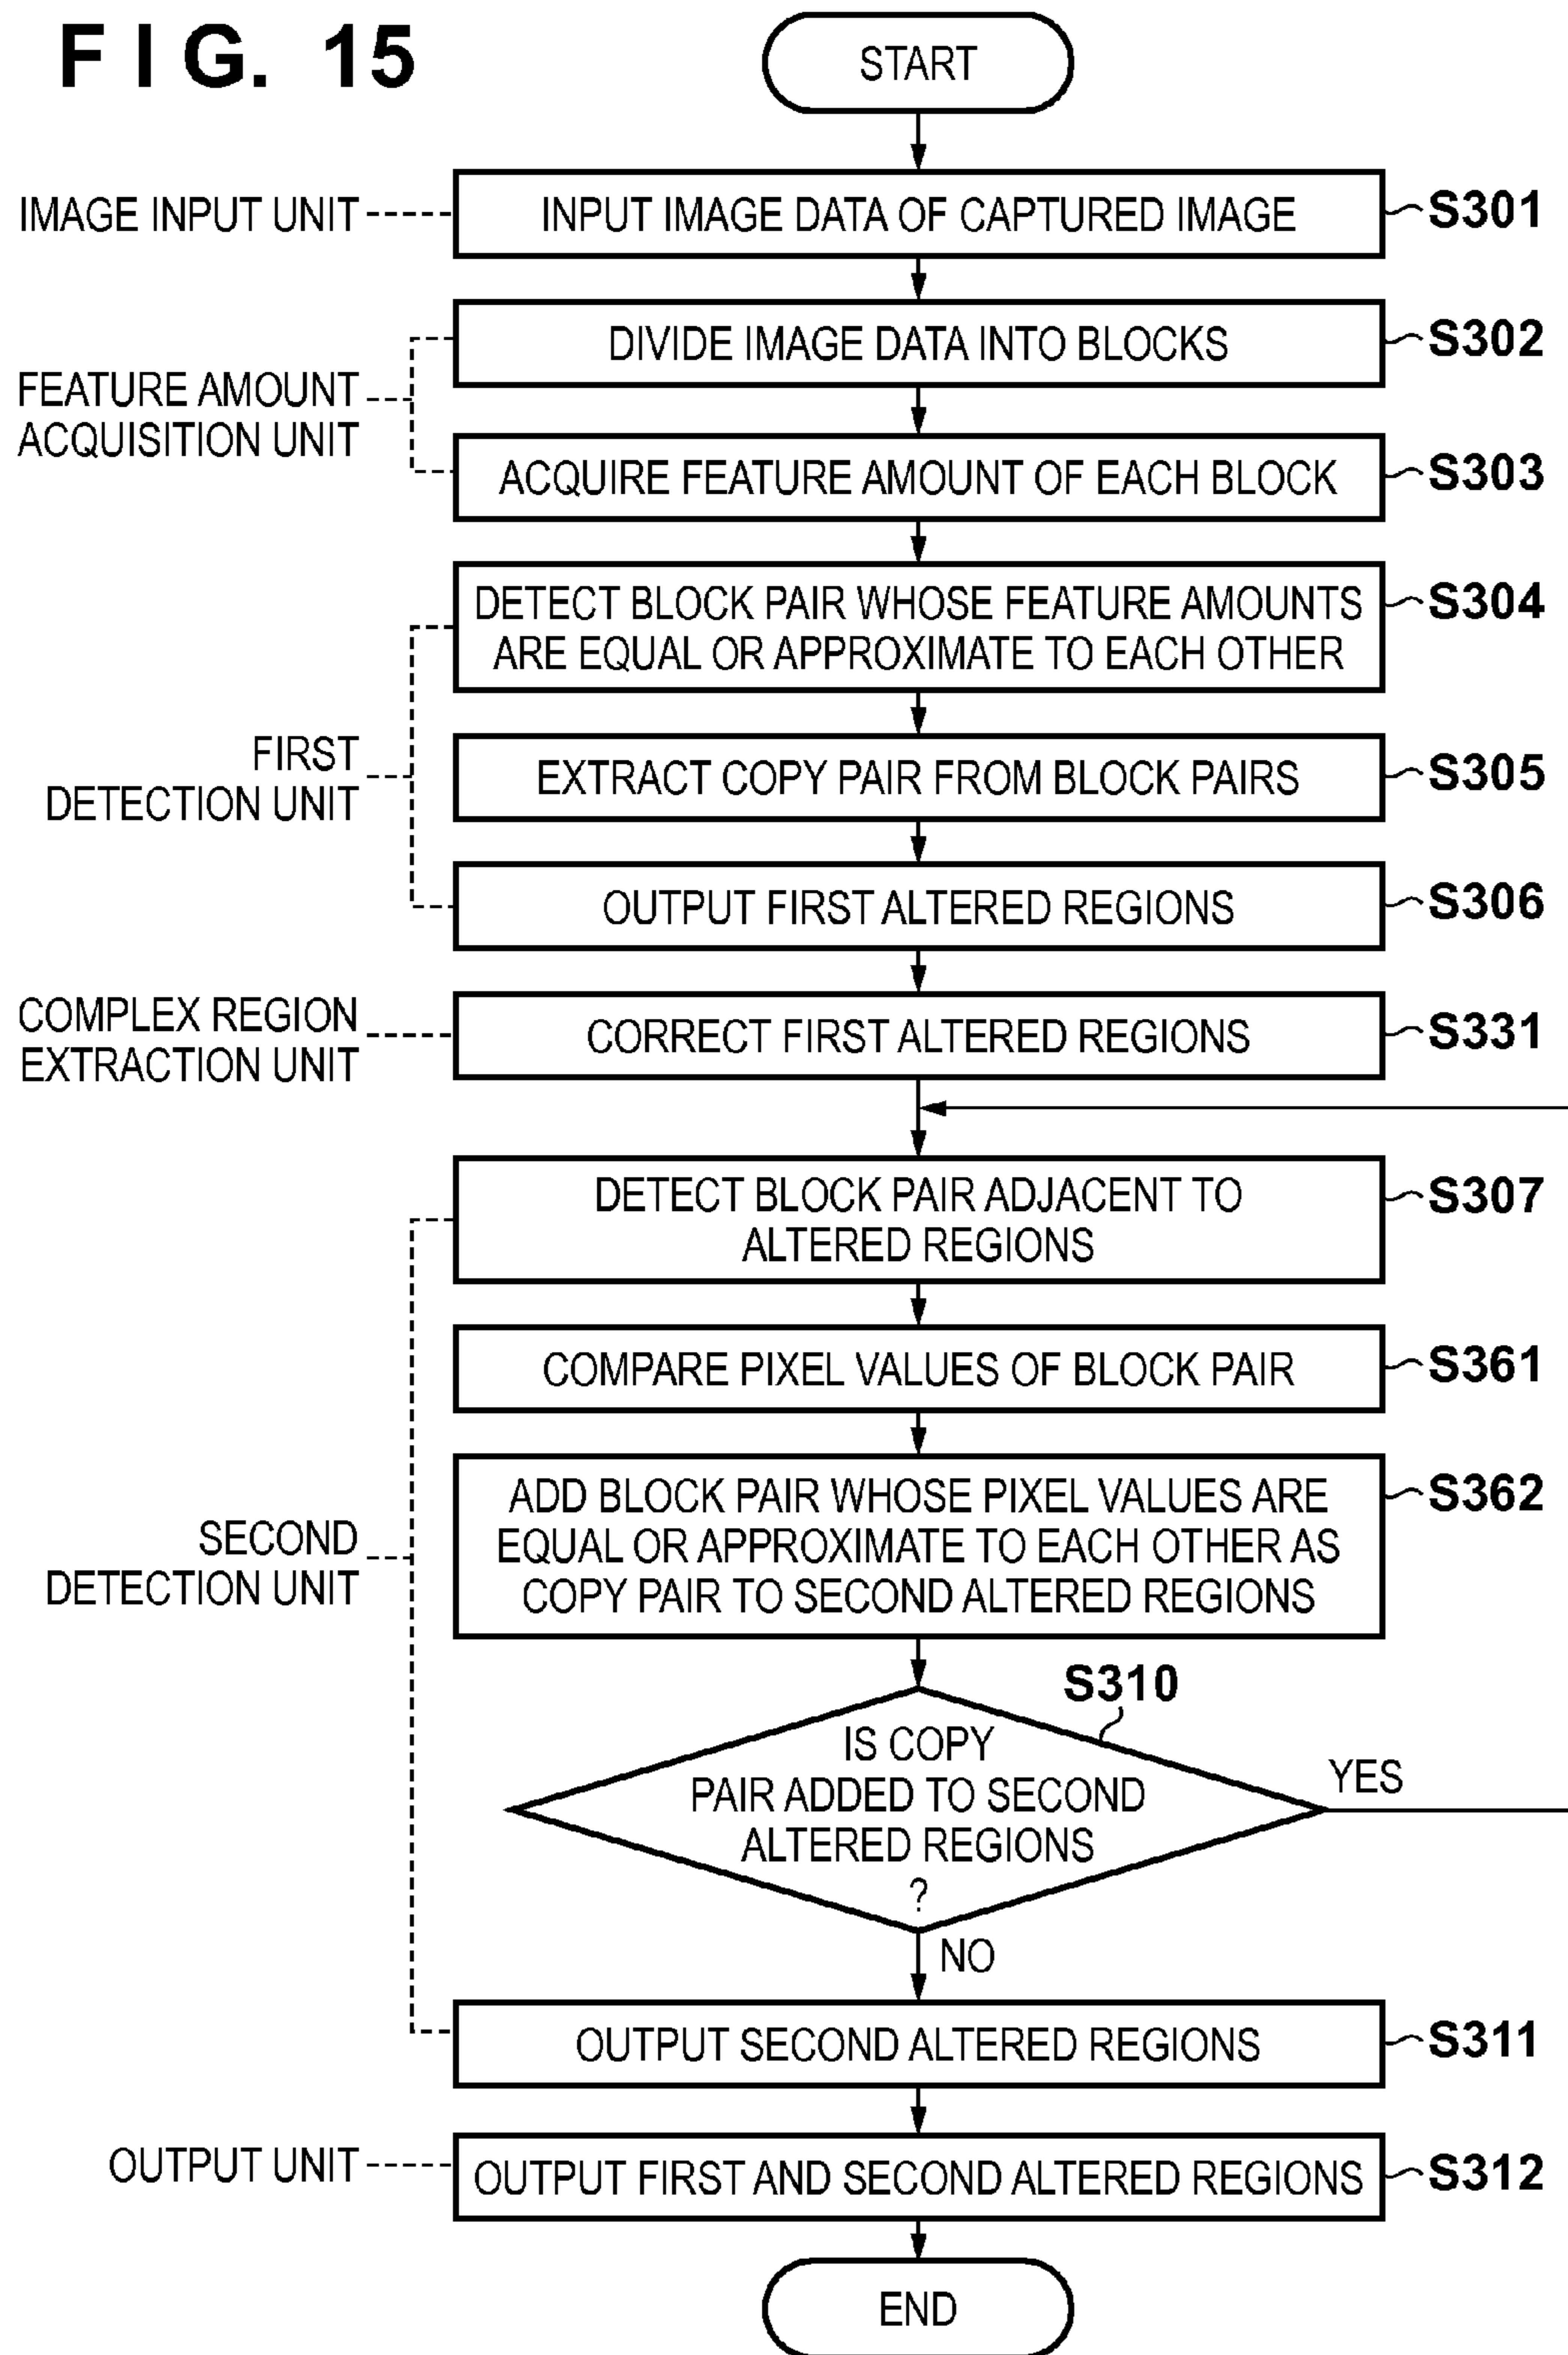 FIG. 15
START
IMAGE INPUT UNIT
INPUT IMAGE DATA OF CAPTURED IMAGE
S301
DIVIDE IMAGE DATA INTO BLOCKS
S302
FEATURE AMOUNT
ACQUISITION UNIT
ACQUIRE FEATURE AMOUNT OF EACH BLOCK
S303
DETECT BLOCK PAIR WHOSE FEATURE AMOUNTS
ARE EQUAL OR APPROXIMATE TO EACH OTHER
S304
FIRST
DETECTION UNIT
EXTRACT COPY PAIR FROM BLOCK PAIRS
S305
OUTPUT FIRST ALTERED REGIONS
S306
COMPLEX REGION
EXTRACTION UNIT
CORRECT FIRST ALTERED REGIONS
S331
DETECT BLOCK PAIR ADJACENT TO
ALTERED REGIONS
S307
COMPARE PIXEL VALUES OF BLOCK PAIR
S361
ADD BLOCK PAIR WHOSE PIXEL VALUES ARE
EQUAL OR APPROXIMATE TO EACH OTHER AS
COPY PAIR TO SECOND ALTERED REGIONS
S362
SECOND
DETECTION UNIT
S310
IS COPY
PAIR ADDED TO SECOND
ALTERED REGIONS
?
YES
NO
OUTPUT SECOND ALTERED REGIONS
S311
OUTPUT UNIT
OUTPUT FIRST AND SECOND ALTERED REGIONS
S312
END